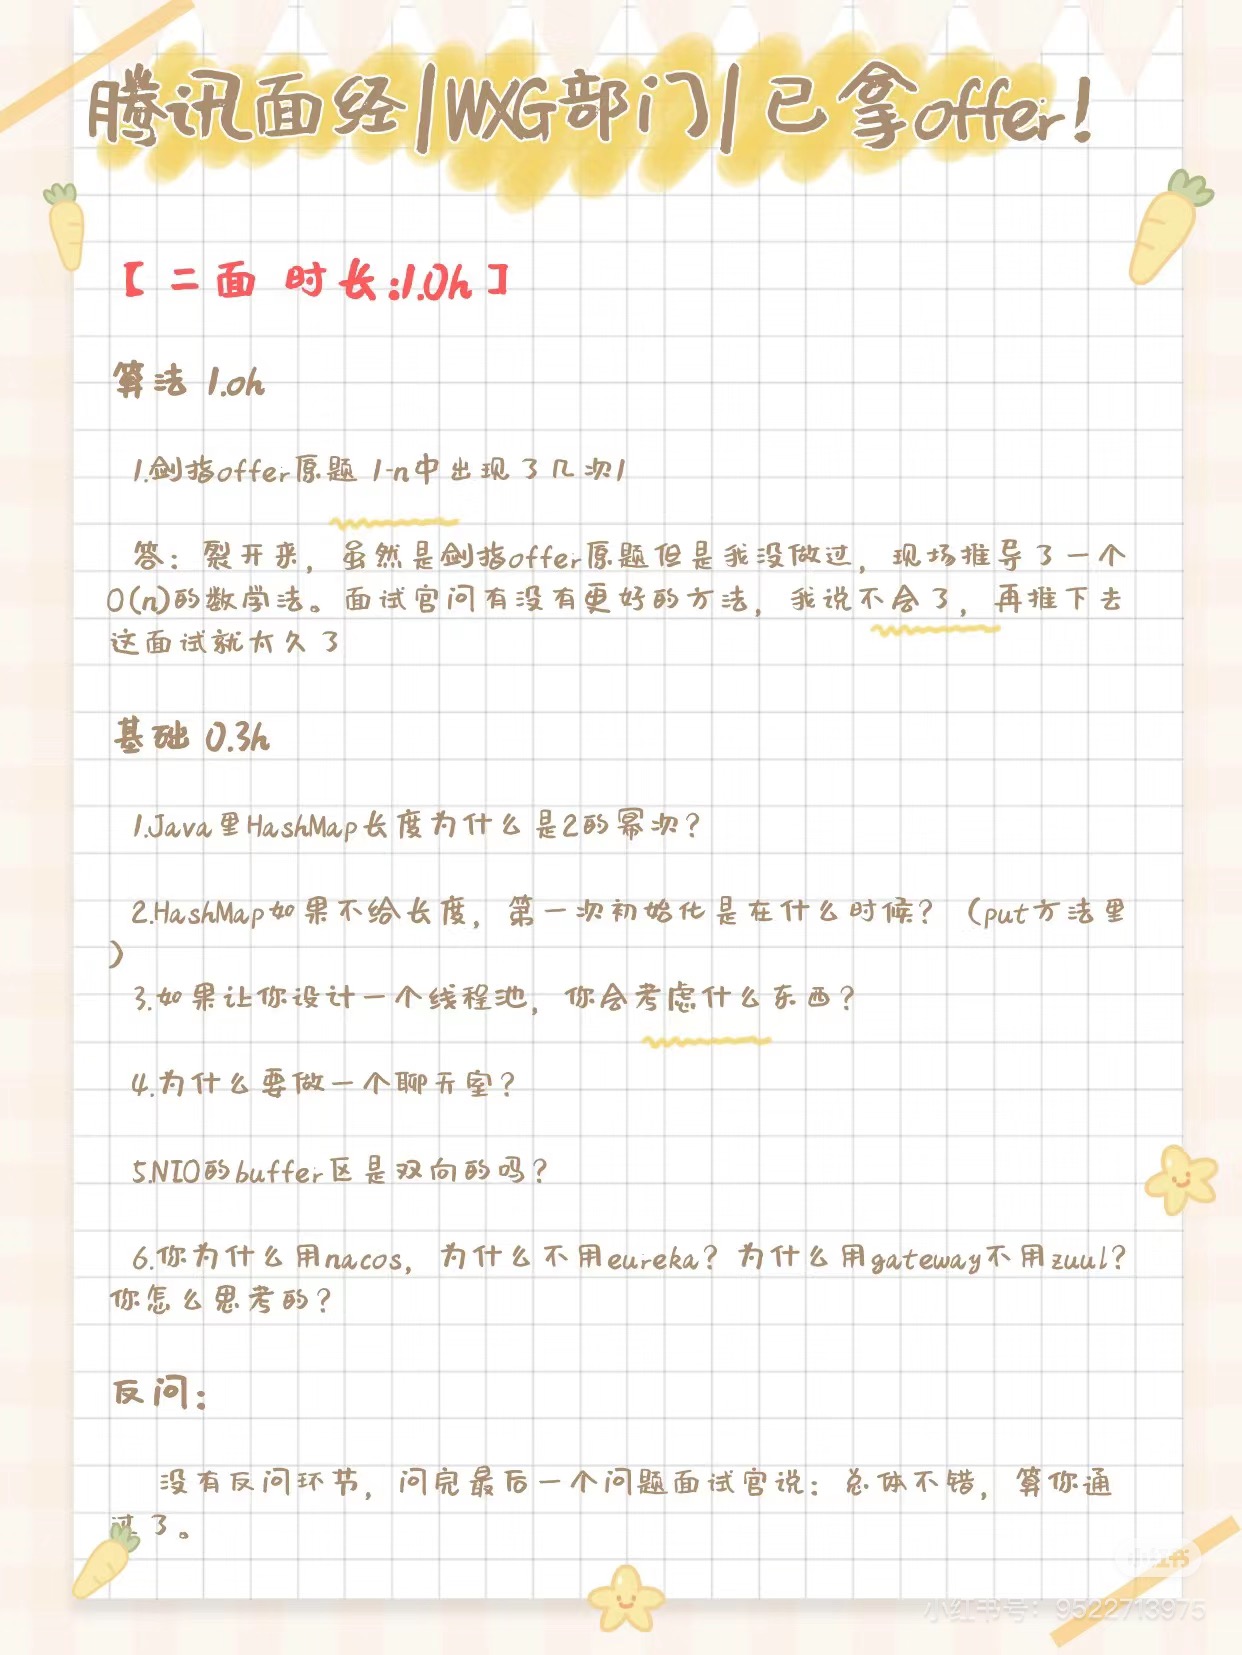 腾讯面经|WXG部门|已拿offer!
【二面 时长:1.0h】
算法 1.0h
1.剑指offer原题 1-n中出现了几次1
答：裂开来，虽然是剑指offer原题但是我没做过，现场推导了一个
O(n)的数学法。面试官问有没有更好的方法，我说不会了，再推下去
这面试就太久了
基础 0.3h
1.Java里HashMap长度为什么是2的幂次？
2.HashMap如果不给长度，第一次初始化是在什么时候？（put方法里
）
3.如果让你设计一个线程池，你会考虑什么东西？
4.为什么要做一个聊天室？
5.NIO的buffer区是双向的吗？
6.你为什么用nacos，为什么不用eureka？为什么用gateway不用zuul？
你怎么思考的？
反问：
没有反问环节，问完最后一个问题面试官说：总体不错，算你通
过了。
小红书
小红书号：9522713975